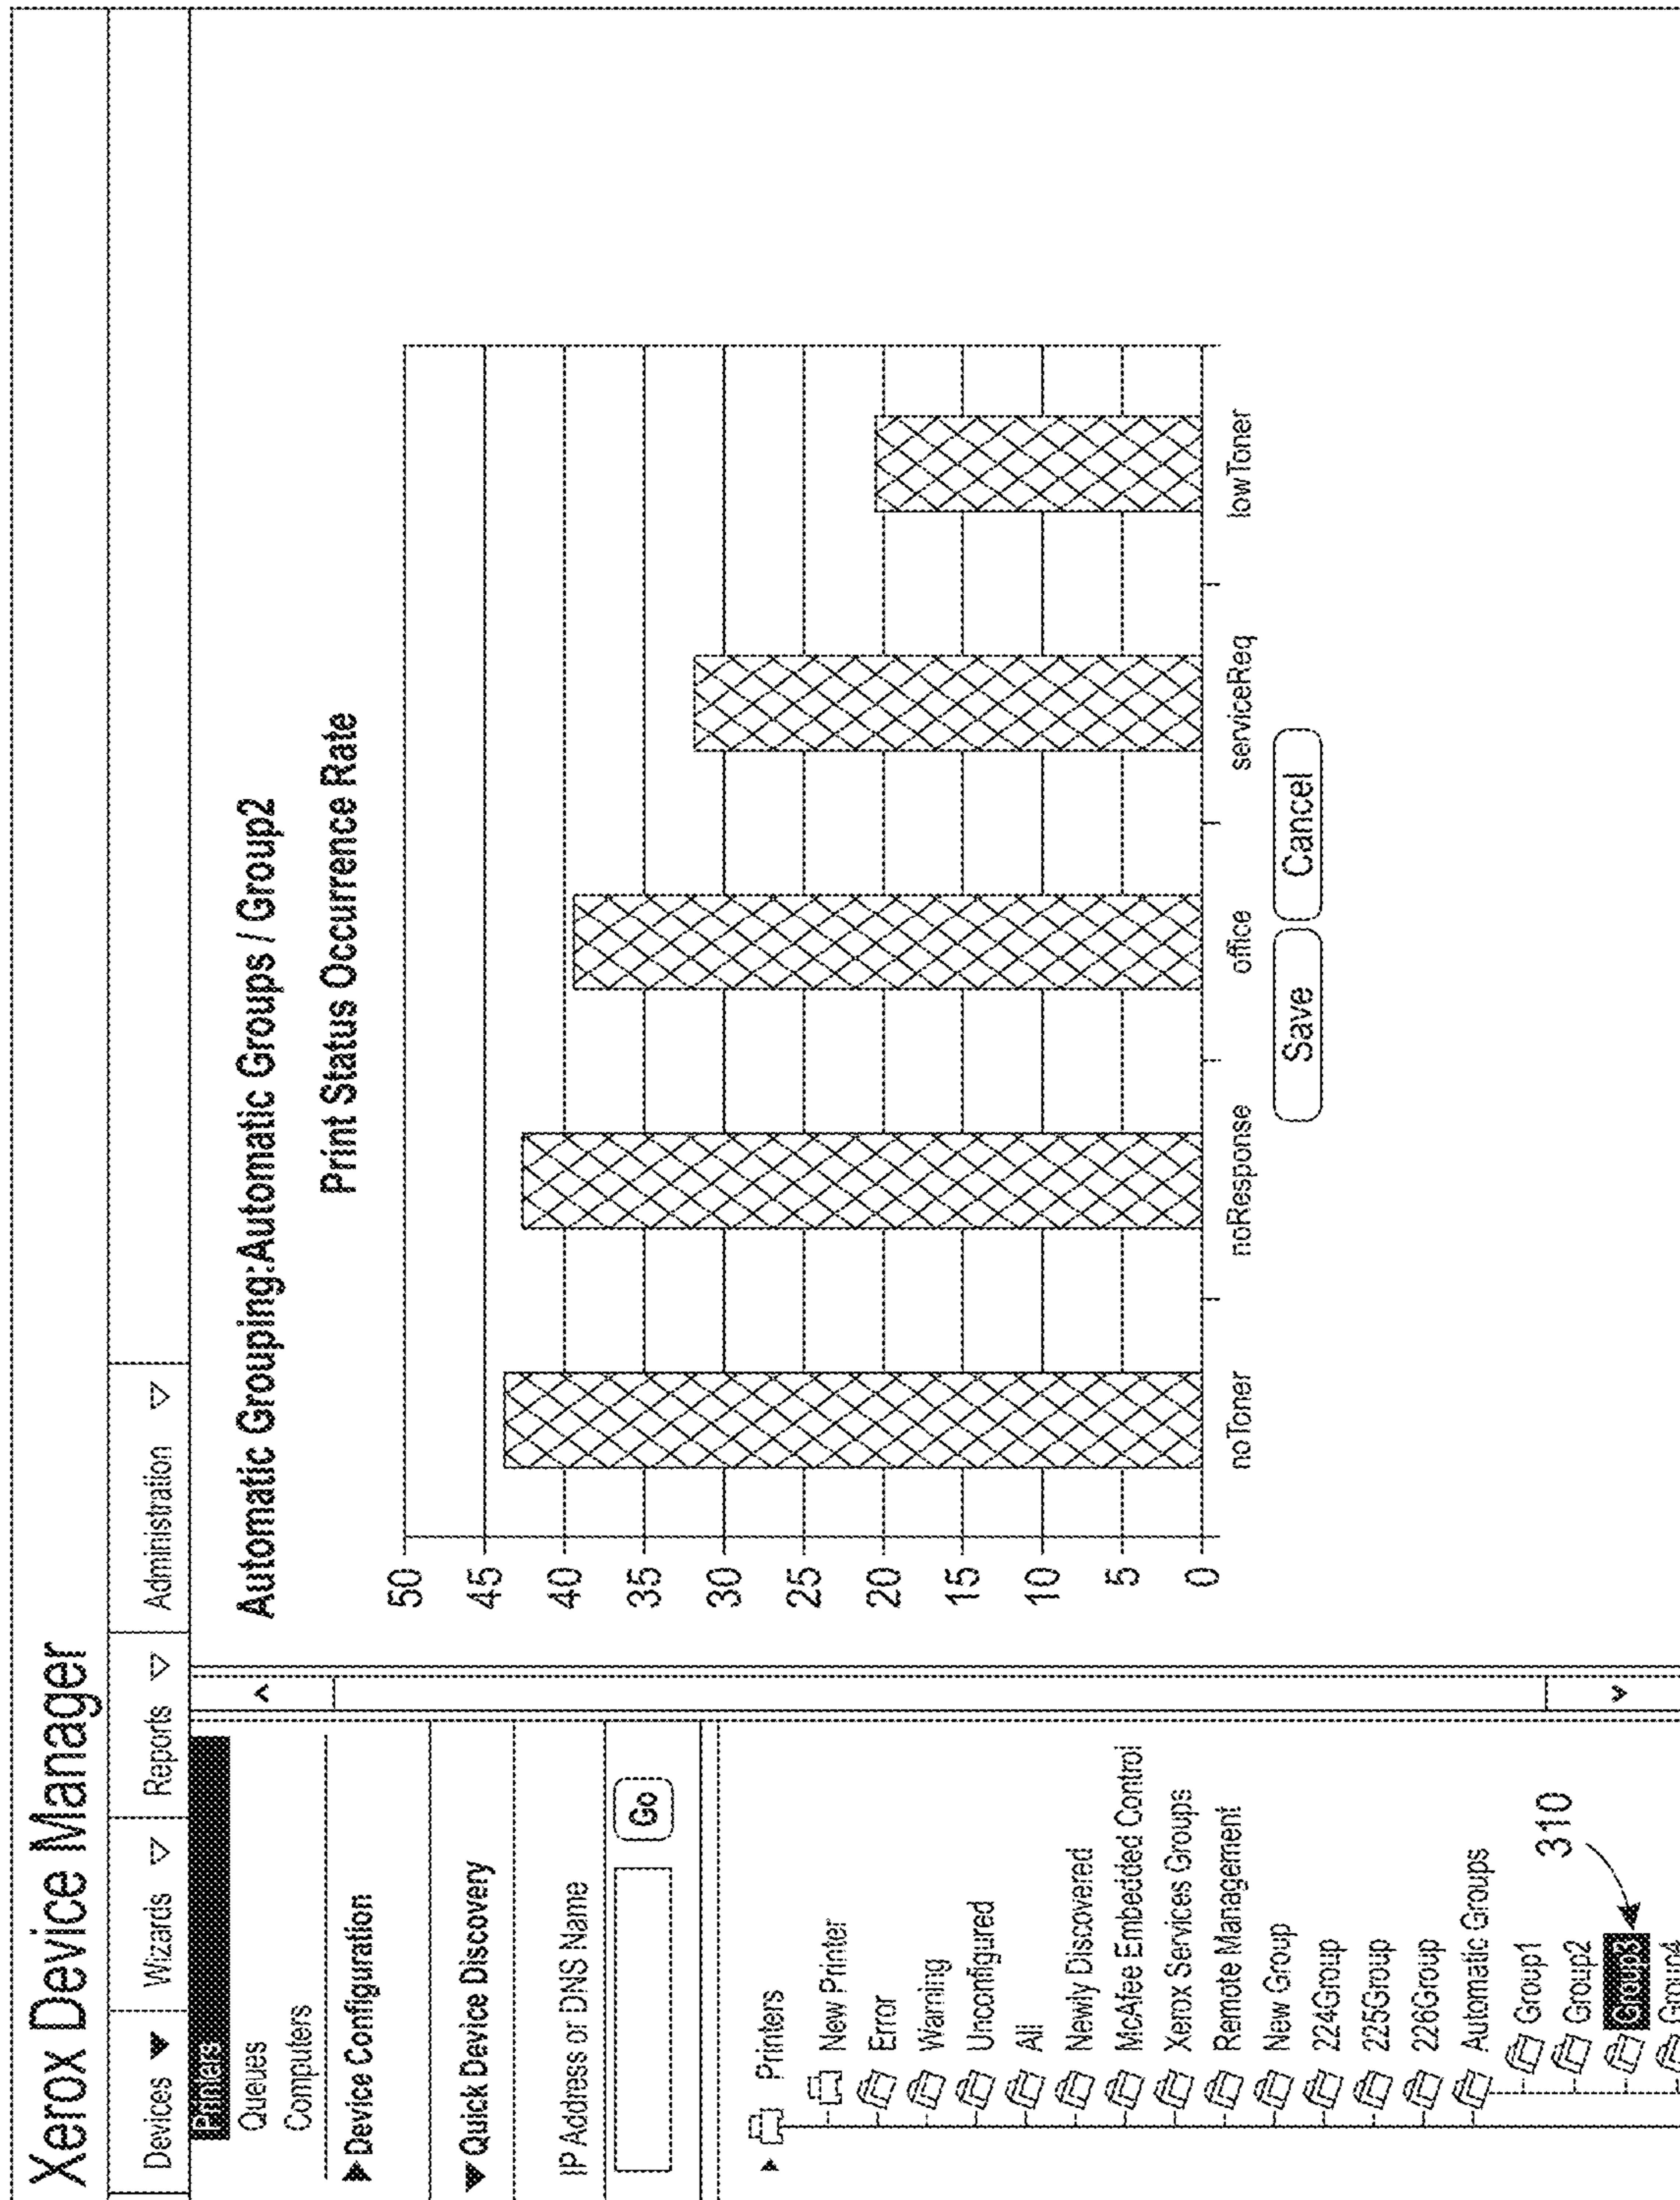 Xerox Device Manager
Devices Wizards Reports Administration
Printers
Queues
Computers
Device Configuration
Quick Device Discovery
IP Address or DNS Name
Go
Printers
New Printer
Error
Warning
Unconfigured
All
Newly Discovered
McAfee Embedded Control
Xerox Services Groups
Remote Management
New Group
224Group
225Group
226Group
Automatic Groups
Group1
Group2
Group3
Group4
310
Automatic Grouping:Automatic Groups / Group2
Print Status Occurrence Rate
50
45
40
35
30
25
20
15
10
5
0
noToner noResponse office serviceReq lowToner
Save Cancel